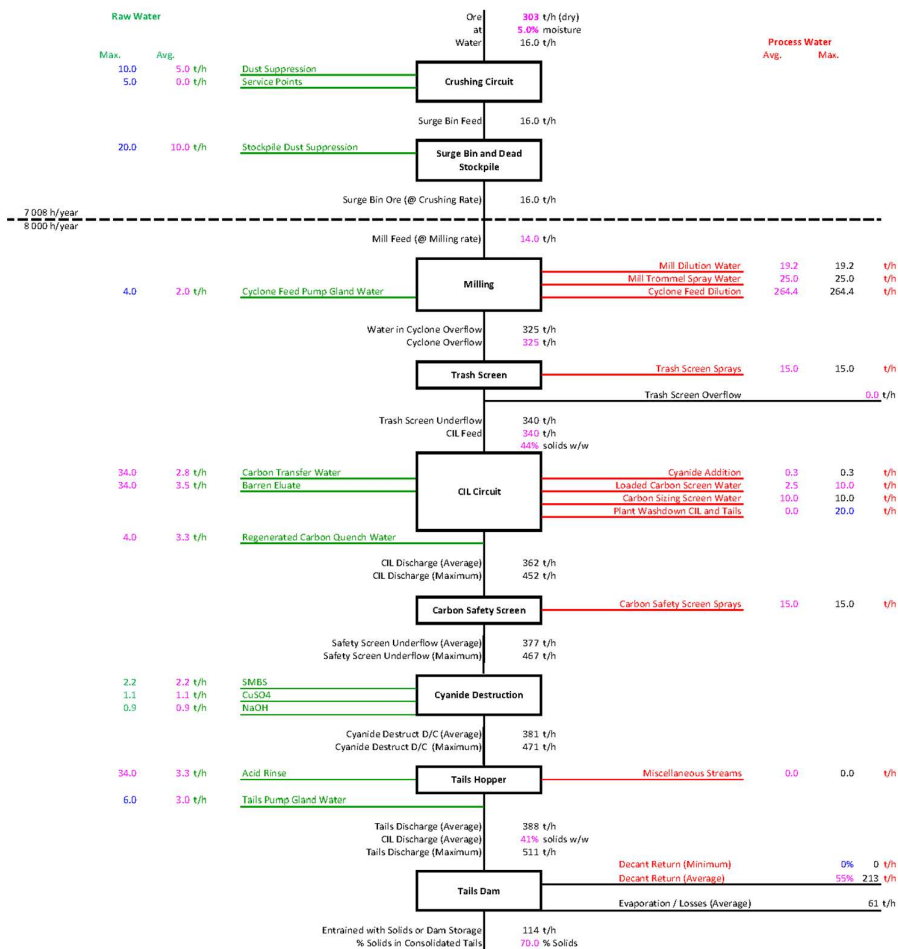 Raw Water
Ore 303 t/h (dry)
at 5.0% moisture
Water 16.0 t/h
Process Water
Max. Avg.
Avg. Max.
10.0 5.0 t/h Dust Suppression
5.0 0.0 t/h Service Points
Crushing Circuit
Surge Bin Feed 16.0 t/h
20.0 10.0 t/h Stockpile Dust Suppression
Surge Bin and Dead
Stockpile
Surge Bin Ore (@ Crushing Rate) 16.0 t/h
7 008 h/year
8 000 h/year
Mill Feed (@ Milling rate) 14.0 t/h
Mill Dilution Water 19.2 19.2 t/h
Mill Trommel Spray Water 25.0 25.0 t/h
4.0 2.0 t/h Cyclone Feed Pump Gland Water
Milling
Cyclone Feed Dilution 264.4 264.4 t/h
Water in Cyclone Overflow 325 t/h
Cyclone Overflow 325 t/h
Trash Screen
Trash Screen Sprays 15.0 15.0 t/h
Trash Screen Overflow 0.0 t/h
Trash Screen Underflow 340 t/h
CIL Feed 340 t/h
44% solids w/w
34.0 2.8 t/h Carbon Transfer Water
Cyanide Addition 0.3 0.3 t/h
34.0 3.5 t/h Barren Eluate
CIL Circuit
Loaded Carbon Screen Water 2.5 10.0 t/h
Carbon Sizing Screen Water 10.0 10.0 t/h
Plant Washdown CIL and Tails 0.0 20.0 t/h
4.0 3.3 t/h Regenerated Carbon Quench Water
CIL Discharge (Average) 362 t/h
CIL Discharge (Maximum) 452 t/h
Carbon Safety Screen
Carbon Safety Screen Sprays 15.0 15.0 t/h
Safety Screen Underflow (Average) 377 t/h
Safety Screen Underflow (Maximum) 467 t/h
2.2 2.2 t/h SMBS
1.1 1.1 t/h CuSO4
0.9 0.9 t/h NaOH
Cyanide Destruction
Cyanide Destruct D/C (Average) 381 t/h
Cyanide Destruct D/C (Maximum) 471 t/h
34.0 3.3 t/h Acid Rinse
Tails Hopper
Miscellaneous Streams 0.0 0.0 t/h
6.0 3.0 t/h Tails Pump Gland Water
Tails Discharge (Average) 388 t/h
CIL Discharge (Average) 41% solids w/w
Tails Discharge (Maximum) 511 t/h
Decant Return (Minimum) 0% 0 t/h
Decant Return (Average) 55% 213 t/h
Tails Dam
Evaporation / Losses (Average) 61 t/h
Entrained with Solids or Dam Storage 114 t/h
% Solids in Consolidated Tails 70.0 % Solids